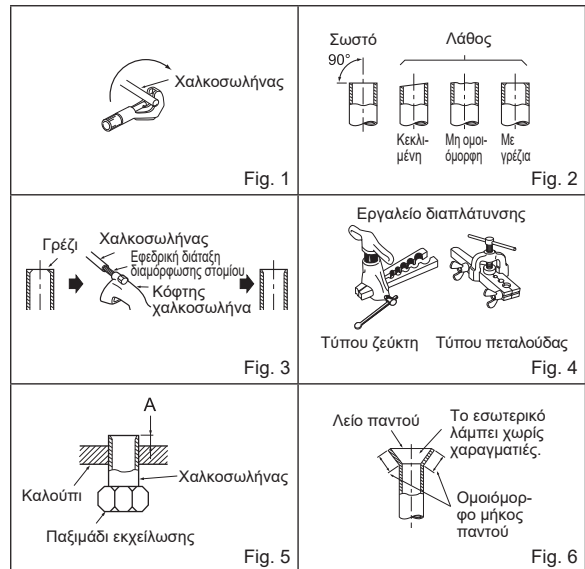 Χαλκοσωλήνας
Fig. 1
Σωστό
Λάθος
90°
Κεκλι-
μένη
Μη ομοι-
όμορφη
Με
γρέζια
Fig. 2
Γρέζι
Χαλκοσωλήνας
Εφεδρική διάταξη
διαμόρφωσης στομίου
Κόφτης
χαλκοσωλήνα
Fig. 3
Εργαλείο διαπλάτυνσης
Τύπου ζεύκτη
Τύπου πεταλούδας
Fig. 4
A
Χαλκοσωλήνας
Καλούπι
Παξιμάδι εκχείλωσης
Fig. 5
Λείο παντού
Το εσωτερικό
λάμπει χωρίς
χαραγματιές.
Ομοιόμορ-
φο μήκος
παντού
Fig. 6